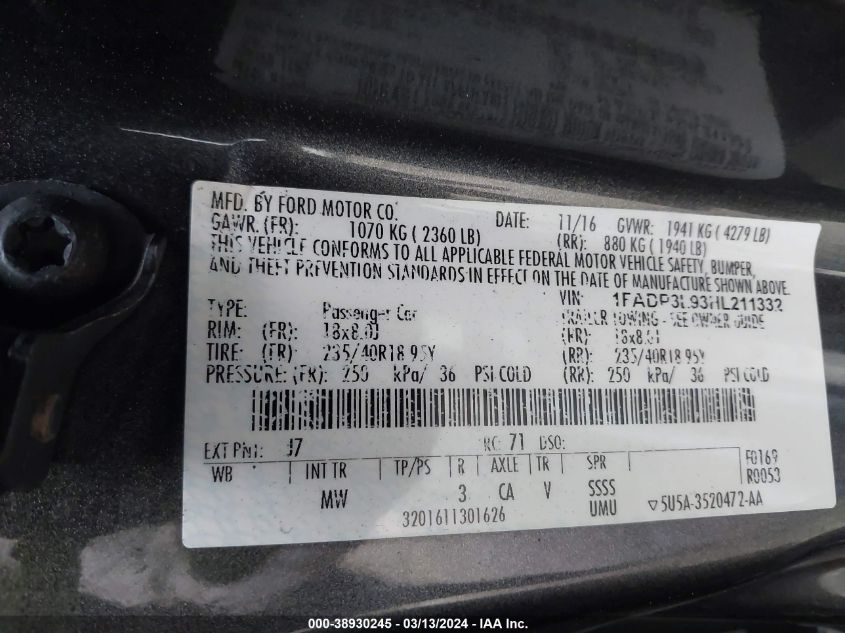 MFD. BY FORD MOTOR CO. DATE: 11/16 GVWR: 1941 KG ( 4279 LB)
GAWR. (FR): 1070 KG ( 2360 LB) (RR): 880 KG ( 1940 LB)
THIS VEHICLE CONFORMS TO ALL APPLICABLE FEDERAL MOTOR VEHICLE SAFETY, BUMPER,
AND THEFT PREVENTION STANDARDS IN EFFECT ON THE DATE OF MANUFACTURE SHOWN ABOVE.
VIN: 1FADP3L93HL211332
TYPE: Passenger Car TRAILER TOWING - SEE OWNER GUIDE
RIM: (FR): 18x8.0J (RR): 18x8.0J
TIRE: (FR): 235/40R18 95Y (RR): 235/40R18 95Y
PRESSURE: (FR): 250 kPa/ 36 PSI COLD (RR): 250 kPa/ 36 PSI COLD
EXT PNT: J7 RC: 71 DSO: F0169
WB INT TR TP/PS R AXLE TR SPR R0053
MW 3 CA V SSSS
3201611301626 UMU ▽5U5A-3520472-AA
000-38930245 - 03/13/2024 - IAA Inc.